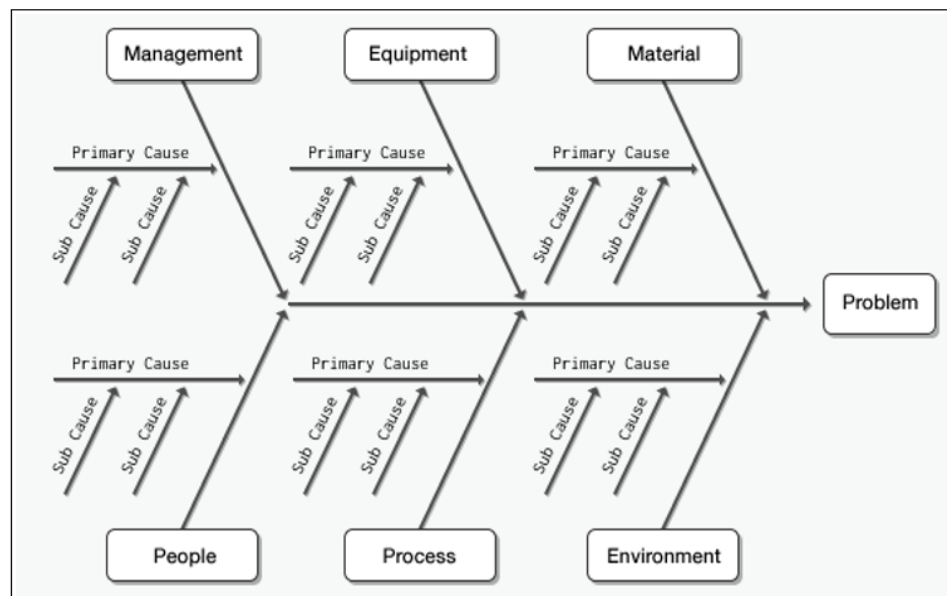 Management
Equipment
Material
Primary Cause
Primary Cause
Primary Cause
Sub Cause
Sub Cause
Sub Cause
Sub Cause
Sub Cause
Sub Cause
Problem
Primary Cause
Primary Cause
Primary Cause
Sub Cause
Sub Cause
Sub Cause
Sub Cause
Sub Cause
Sub Cause
People
Process
Environment